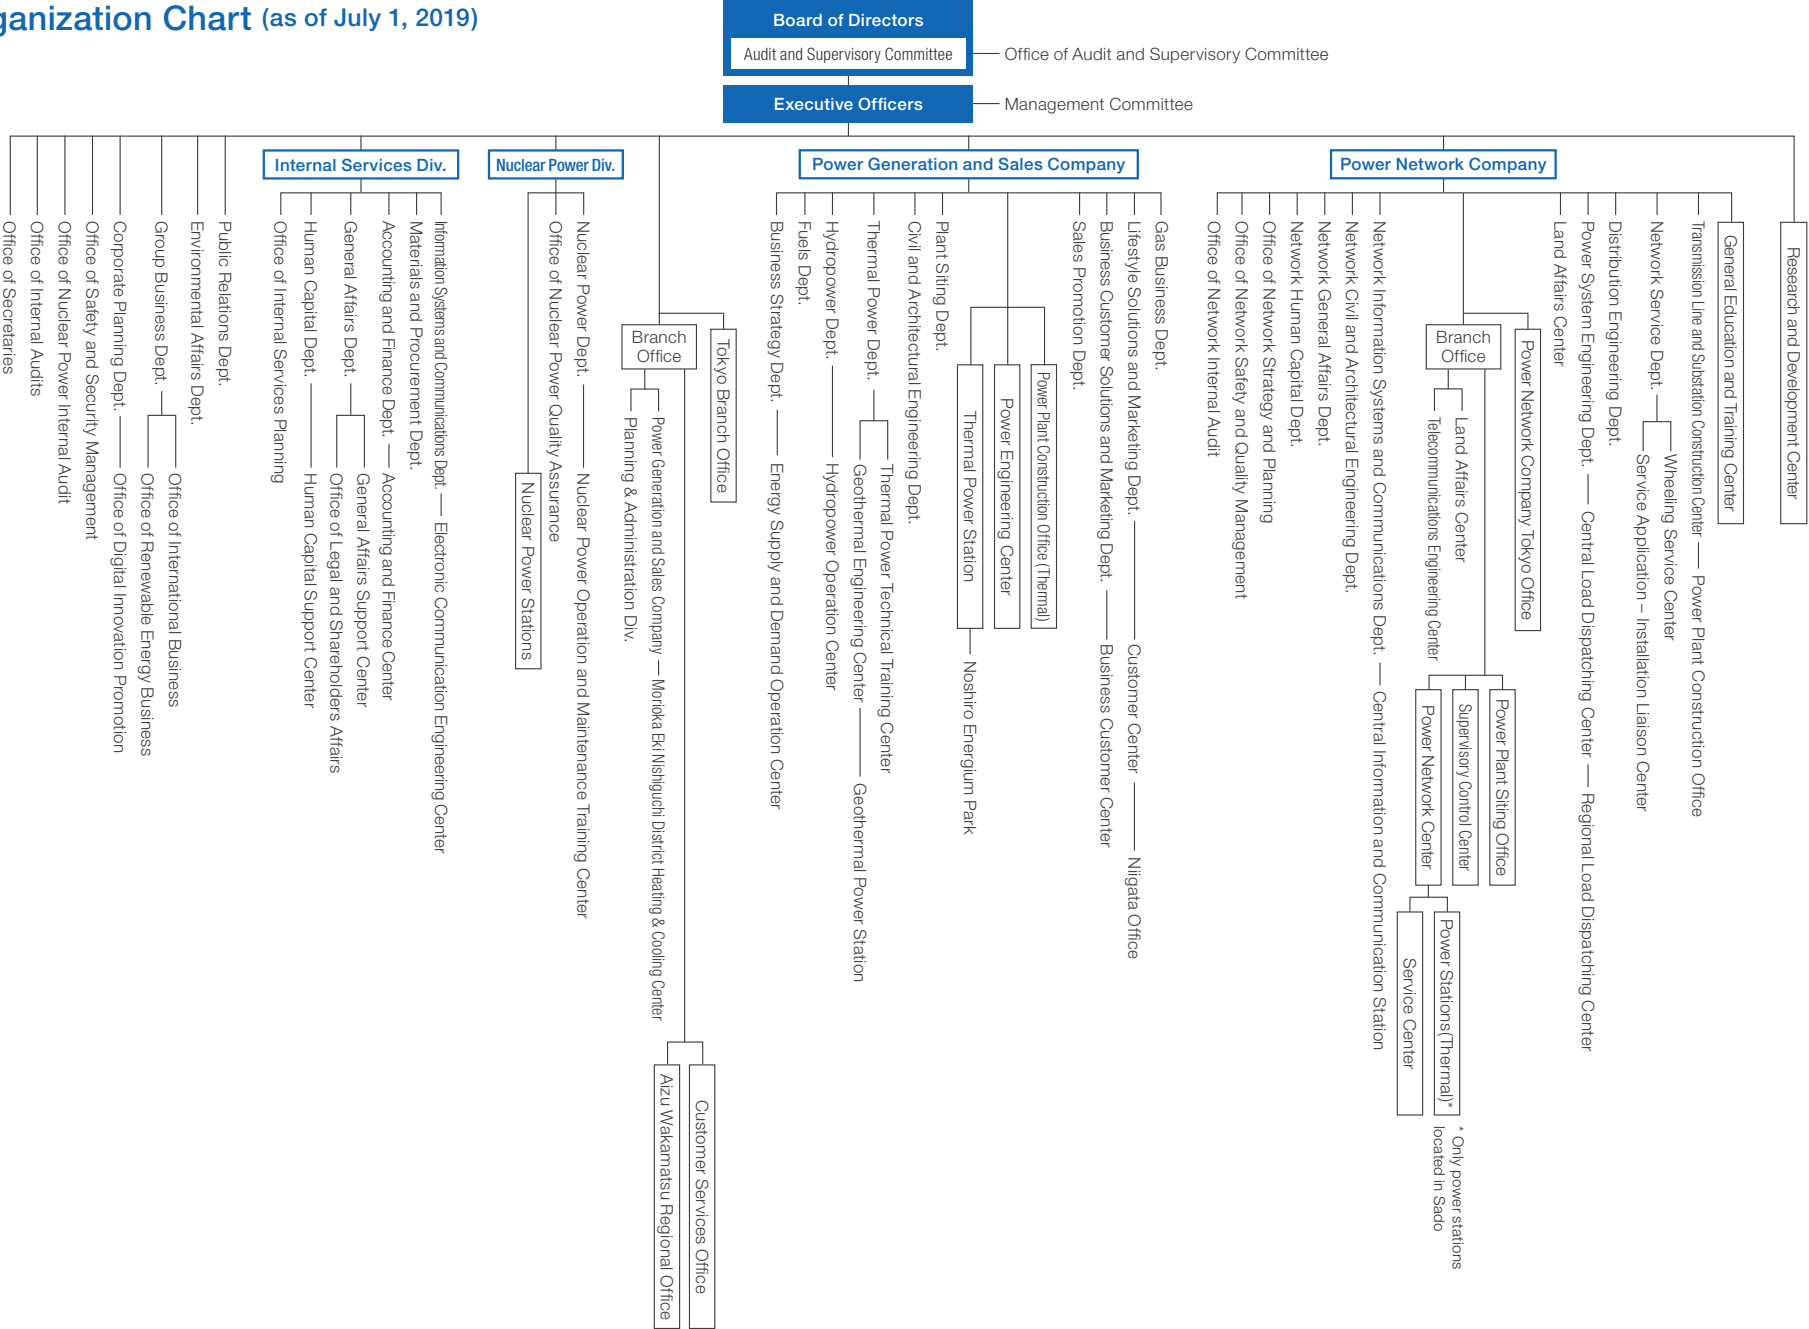 ganization Chart (as of July 1, 2019)
Board of Directors
Audit and Supervisory Committee
Office of Audit and Supervisory Committee
Executive Officers
Management Committee
Office of Secretaries
Office of Internal Audits
Office of Nuclear Power Internal Audit
Office of Safety and Security Management
Corporate Planning Dept.
Office of Digital Innovation Promotion
Group Business Dept.
Office of Renewable Energy Business
Office of International Business
Environmental Affairs Dept.
Public Relations Dept.
Internal Services Div.
Office of Internal Services Planning
Human Capital Dept.
Human Capital Support Center
General Affairs Dept.
Office of Legal and Shareholders Affairs
General Affairs Support Center
Accounting and Finance Dept.
Accounting and Finance Center
Materials and Procurement Dept.
Information Systems and Communications Dept.
Electronic Communication Engineering Center
Nuclear Power Div.
Nuclear Power Stations
Office of Nuclear Power Quality Assurance
Nuclear Power Dept.
Nuclear Power Operation and Maintenance Training Center
Branch
Office
Planning & Administration Div.
Power Generation and Sales Company
Morioka Eki Nishiguchi District Heating & Cooling Center
Aizu Wakamatsu Regional Office
Customer Services Office
Tokyo Branch Office
Power Generation and Sales Company
Business Strategy Dept.
Energy Supply and Demand Operation Center
Fuels Dept.
Hydropower Dept.
Hydropower Operation Center
Thermal Power Dept.
Geothermal Engineering Center
Geothermal Power Station
Thermal Power Technical Training Center
Civil and Architectural Engineering Dept.
Plant Siting Dept.
Thermal Power Station
Noshiro Energium Park
Power Engineering Center
Power Plant Construction Office (Thermal)
Sales Promotion Dept.
Business Customer Solutions and Marketing Dept.
Business Customer Center
Lifestyle Solutions and Marketing Dept.
Customer Center
Niigata Office
Gas Business Dept.
Power Network Company
Office of Network Internal Audit
Office of Network Safety and Quality Management
Office of Network Strategy and Planning
Network Human Capital Dept.
Network General Affairs Dept.
Network Civil and Architectural Engineering Dept.
Network Information Systems and Communications Dept.
Central Information and Communication Station
Branch
Office
Telecommunications Engineering Center
Land Affairs Center
Power Network Center
Service Center
Power Stations(Thermal)*
* Only power stations
located in Sado
Supervisory Control Center
Power Plant Siting Office
Power Network Company Tokyo Office
Land Affairs Center
Power System Engineering Dept.
Central Load Dispatching Center
Regional Load Dispatching Center
Distribution Engineering Dept.
Network Service Dept.
Service Application – Installation Liaison Center
Wheeling Service Center
Transmission Line and Substation Construction Center
Power Plant Construction Office
General Education and Training Center
Research and Development Center